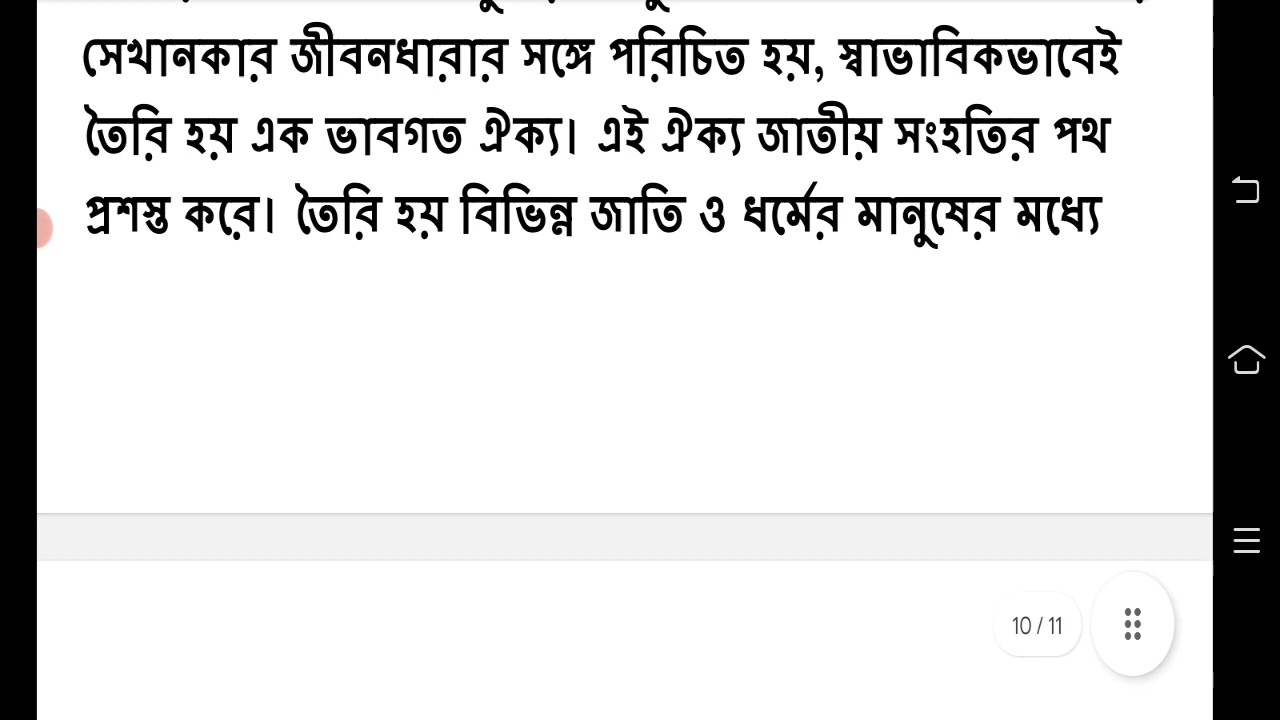 সেখানকার জীবনধারার সঙ্গে পরিচিত হয়, স্বাভাবিকভাবেই
তৈরি হয় এক ভাবগত ঐক্য। এই ঐক্য জাতীয় সংহতির পথ
প্রশস্ত করে। তৈরি হয় বিভিন্ন জাতি ও ধর্মের মানুষের মধ্যে
10 / 11